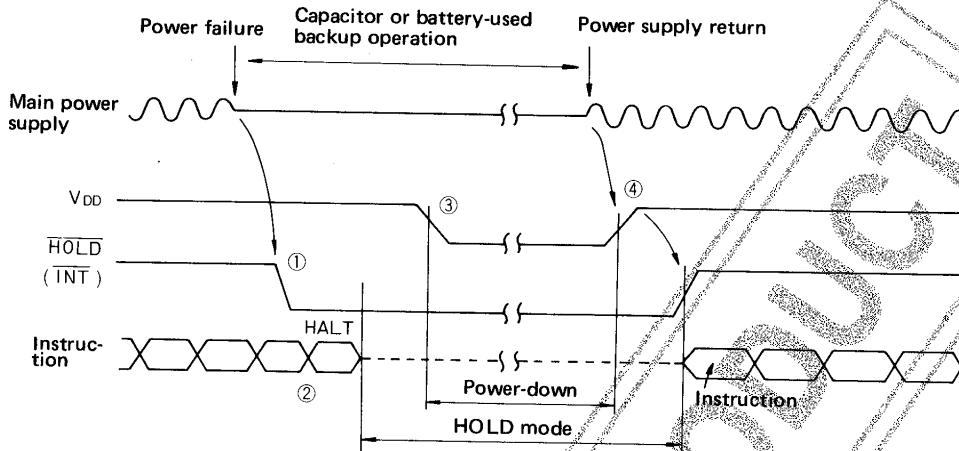 Power failure
Capacitor or battery-used
backup operation
Power supply return
Main power
supply
VDD
③
④
HOLD
(INT)
①
HALT
Instruc-
tion
②
Power-down
Instruction
HOLD mode
ODUCT